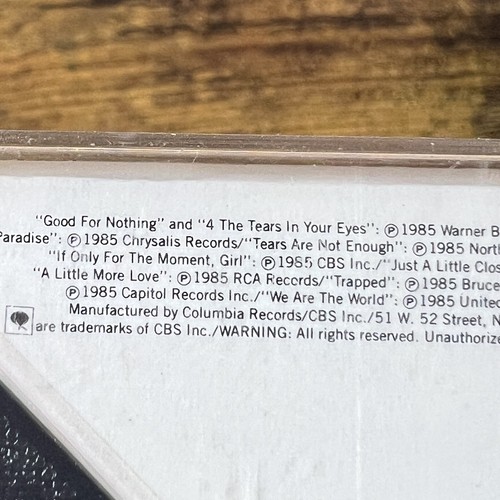 "Good For Nothing" and "4 The Tears In Your Eyes": ℗ 1985 Warner B
Paradise": ℗ 1985 Chrysalis Records/"Tears Are Not Enough": ℗ 1985 Nort
"If Only For The Moment, Girl": ℗ 1985 CBS Inc./"Just A Little Clos
"A Little More Love": ℗ 1985 RCA Records/"Trapped": ℗ 1985 Bruce
℗ 1985 Capitol Records Inc./"We Are The World": ℗ 1985 United
Manufactured by Columbia Records/CBS Inc./51 W. 52 Street, N
are trademarks of CBS Inc./WARNING: All rights reserved. Unauthorize